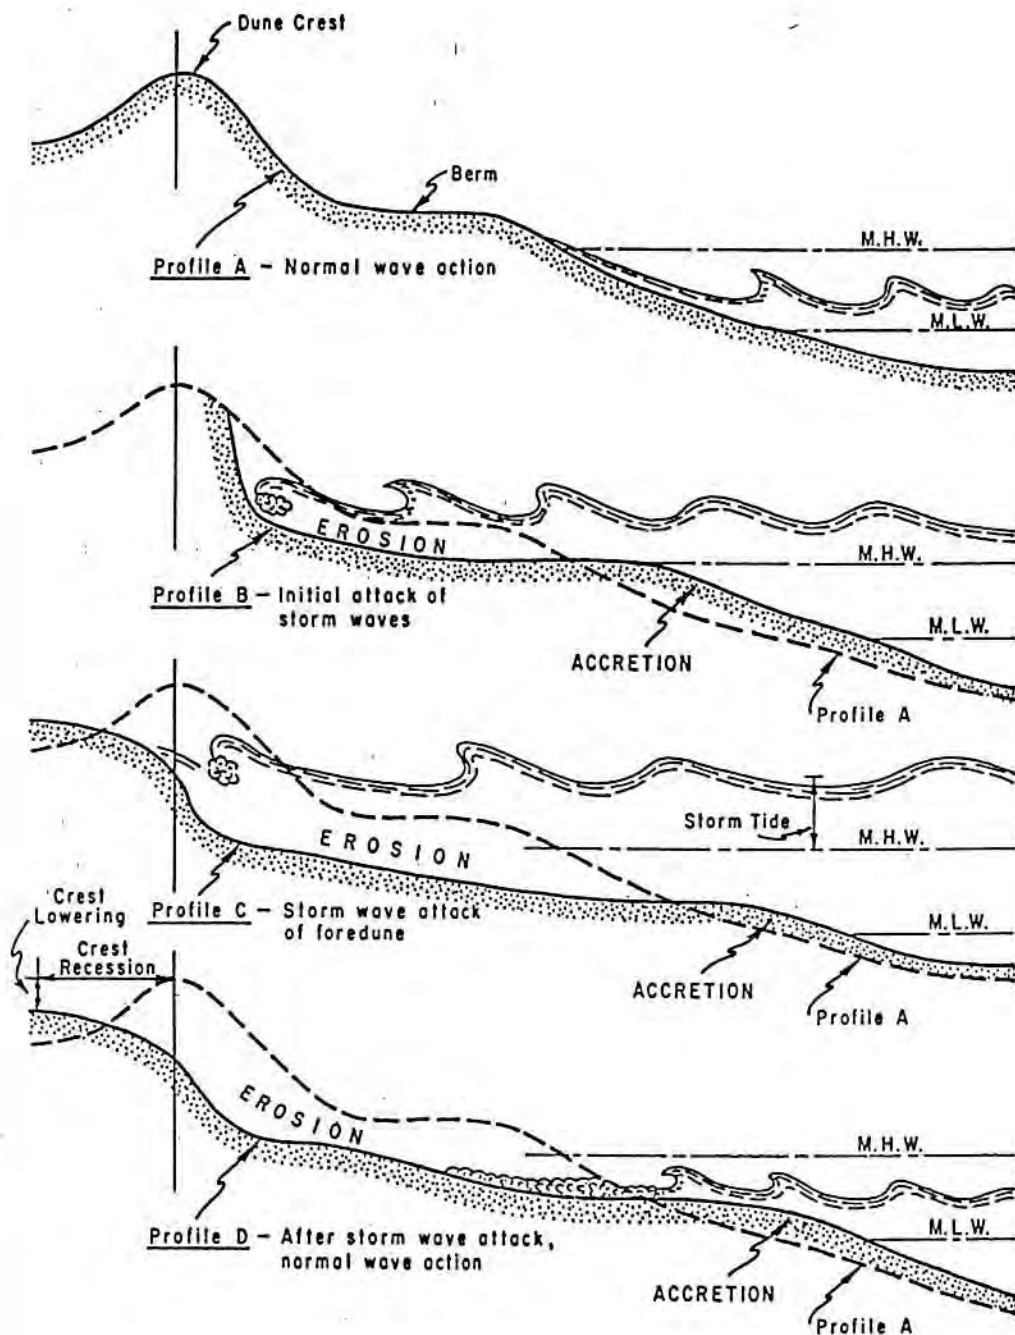 Dune Crest
Berm
M.H.W.
Profile A – Normal wave action
M.L.W.
EROSION
M.H.W.
Profile B – Initial attack of
storm waves
M.L.W.
ACCRETION
Profile A
Storm Tide
EROSION
M.H.W.
Crest
Lowering
Profile C – Storm wave attack
of foredune
M.L.W.
Crest
Recession
ACCRETION
Profile A
EROSION
M.H.W.
Profile D – After storm wave attack,
normal wave action
M.L.W.
ACCRETION
Profile A